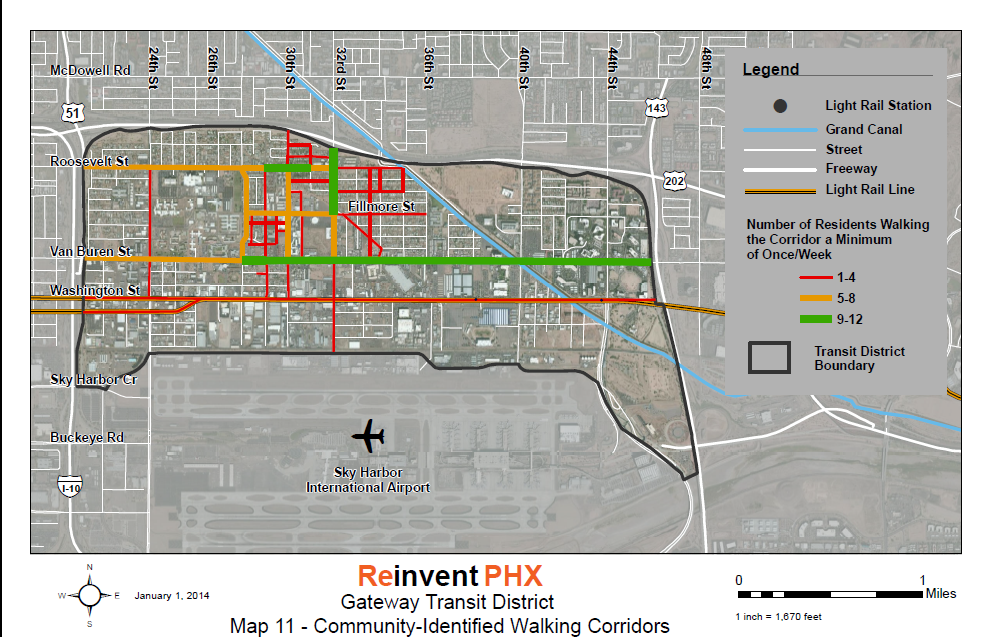 24th St
26th St
30th St
32rd St
36th St
40th St
44th St
48th St
McDowell Rd
51
143
202
Roosevelt St
Fillmore St
Van Buren St
Washington St
Sky Harbor Cr
Buckeye Rd
I-10
Sky Harbor
International Airport
Legend
Light Rail Station
Grand Canal
Street
Freeway
Light Rail Line
Number of Residents Walking
the Corridor a Minimum
of Once/Week
1-4
5-8
9-12
Transit District
Boundary
N
W E
S
January 1, 2014
Reinvent PHX
Gateway Transit District
Map 11 - Community-Identified Walking Corridors
0 1
Miles
1 inch = 1,670 feet